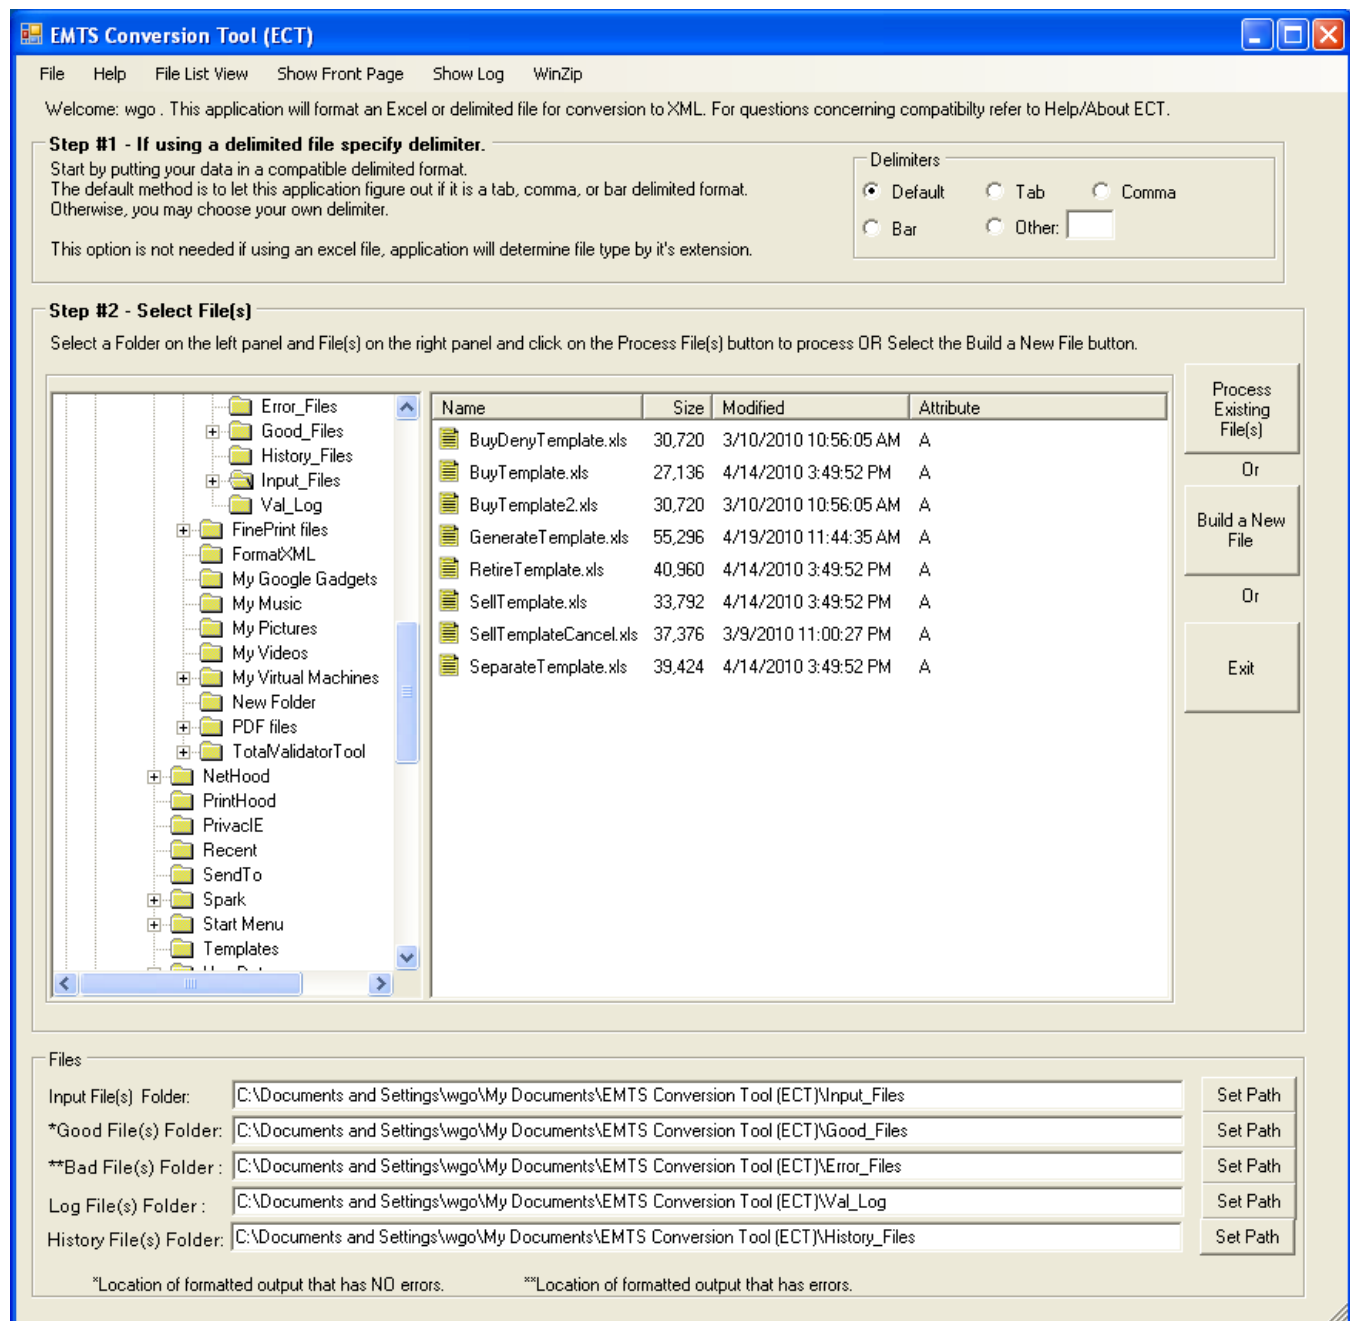 EMTS Conversion Tool (ECT)
File Help File List View Show Front Page Show Log WinZip
Welcome: wgo . This application will format an Excel or delimited file for conversion to XML. For questions concerning compatibilty refer to Help/About ECT.
Step #1 - If using a delimited file specify delimiter.
Start by putting your data in a compatible delimited format.
The default method is to let this application figure out if it is a tab, comma, or bar delimited format.
Otherwise, you may choose your own delimiter.
This option is not needed if using an excel file, application will determine file type by it's extension.
Delimiters
Default Tab Comma
Bar Other:
Step #2 - Select File(s)
Select a Folder on the left panel and File(s) on the right panel and click on the Process File(s) button to process OR Select the Build a New File button.
Error_Files
Good_Files
History_Files
Input_Files
Val_Log
FinePrint files
FormatXML
My Google Gadgets
My Music
My Pictures
My Videos
My Virtual Machines
New Folder
PDF files
TotalValidatorTool
NetHood
PrintHood
PrivacIE
Recent
SendTo
Spark
Start Menu
Templates
Name Size Modified Attribute
BuyDenyTemplate.xls 30,720 3/10/2010 10:56:05 AM A
BuyTemplate.xls 27,136 4/14/2010 3:49:52 PM A
BuyTemplate2.xls 30,720 3/10/2010 10:56:05 AM A
GenerateTemplate.xls 55,296 4/19/2010 11:44:35 AM A
RetireTemplate.xls 40,960 4/14/2010 3:49:52 PM A
SellTemplate.xls 33,792 4/14/2010 3:49:52 PM A
SellTemplateCancel.xls 37,376 3/9/2010 11:00:27 PM A
SeparateTemplate.xls 39,424 4/14/2010 3:49:52 PM A
Process
Existing
File(s)
Or
Build a New
File
Or
Exit
Files
Input File(s) Folder: C:\Documents and Settings\wgo\My Documents\EMTS Conversion Tool (ECT)\Input_Files Set Path
*Good File(s) Folder: C:\Documents and Settings\wgo\My Documents\EMTS Conversion Tool (ECT)\Good_Files Set Path
**Bad File(s) Folder : C:\Documents and Settings\wgo\My Documents\EMTS Conversion Tool (ECT)\Error_Files Set Path
Log File(s) Folder : C:\Documents and Settings\wgo\My Documents\EMTS Conversion Tool (ECT)\Val_Log Set Path
History File(s) Folder: C:\Documents and Settings\wgo\My Documents\EMTS Conversion Tool (ECT)\History_Files Set Path
*Location of formatted output that has NO errors. **Location of formatted output that has errors.